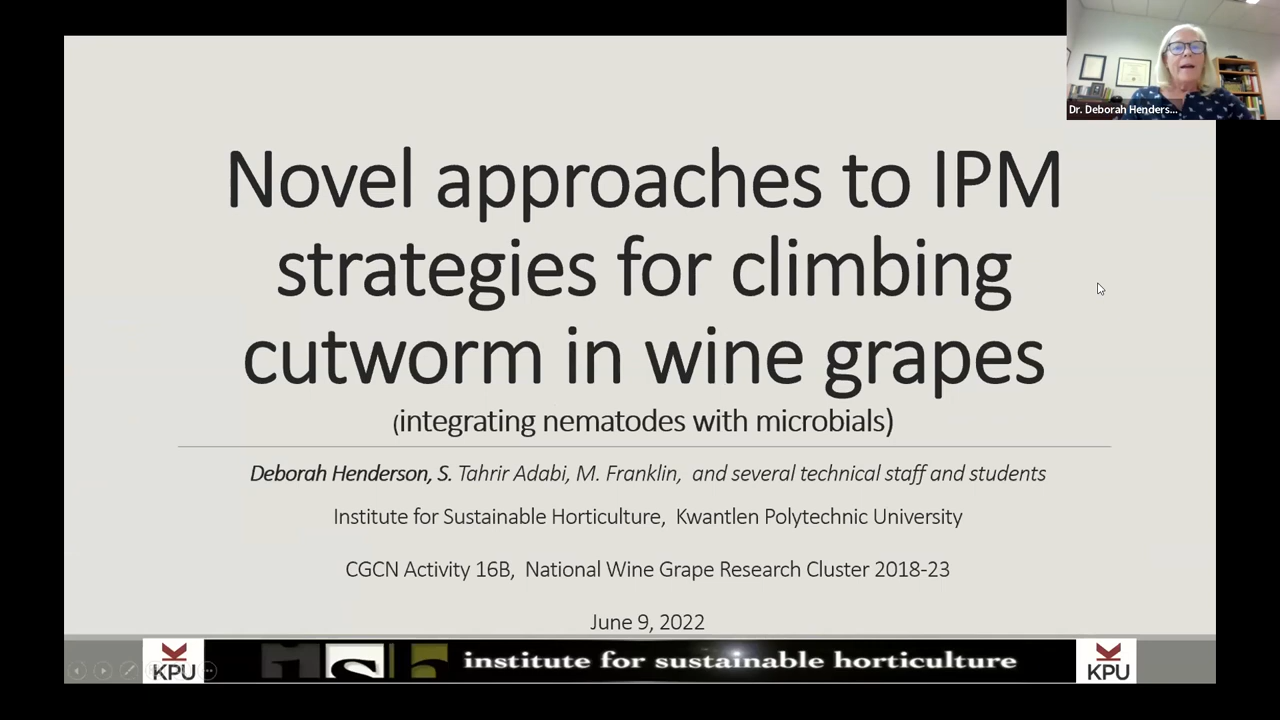 Dr. Deborah Henders...
Novel approaches to IPM
strategies for climbing
cutworm in wine grapes
(integrating nematodes with microbials)
Deborah Henderson, S. Tahrir Adabi, M. Franklin, and several technical staff and students
Institute for Sustainable Horticulture, Kwantlen Polytechnic University
CGCN Activity 16B, National Wine Grape Research Cluster 2018-23
June 9, 2022
KPU
ish
institute for sustainable horticulture
KPU